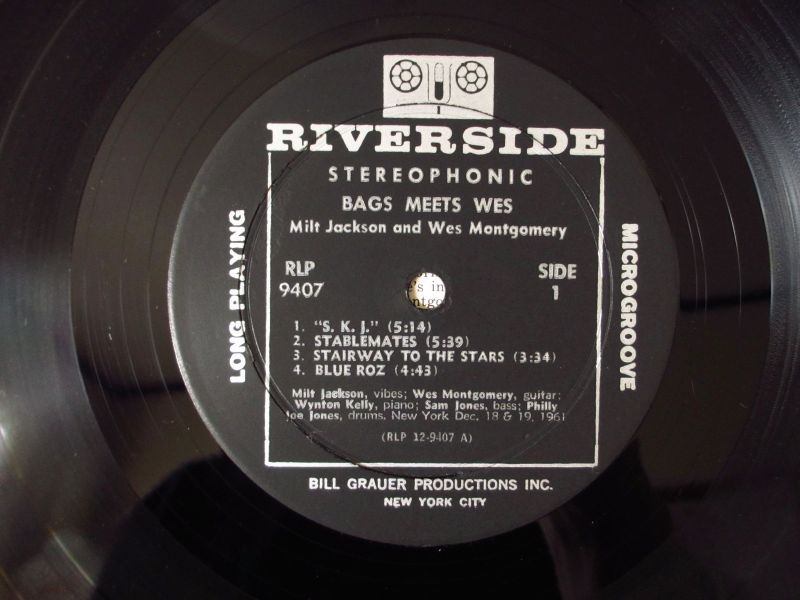 RIVERSIDE
STEREOPHONIC
BAGS MEETS WES
Milt Jackson and Wes Montgomery
RLP
9407
SIDE
1
LONG PLAYING
MICROGROOVE
1. "S. K. J." (5:14)
2. STABLEMATES (5:39)
3. STAIRWAY TO THE STARS (3:34)
4. BLUE ROZ (4:43)
Milt Jackson, vibes; Wes Montgomery, guitar;
Wynton Kelly, piano; Sam Jones, bass; Philly
Joe Jones, drums. New York Dec. 18 & 19, 1961
(RLP 12-9407 A)
BILL GRAUER PRODUCTIONS INC.
NEW YORK CITY